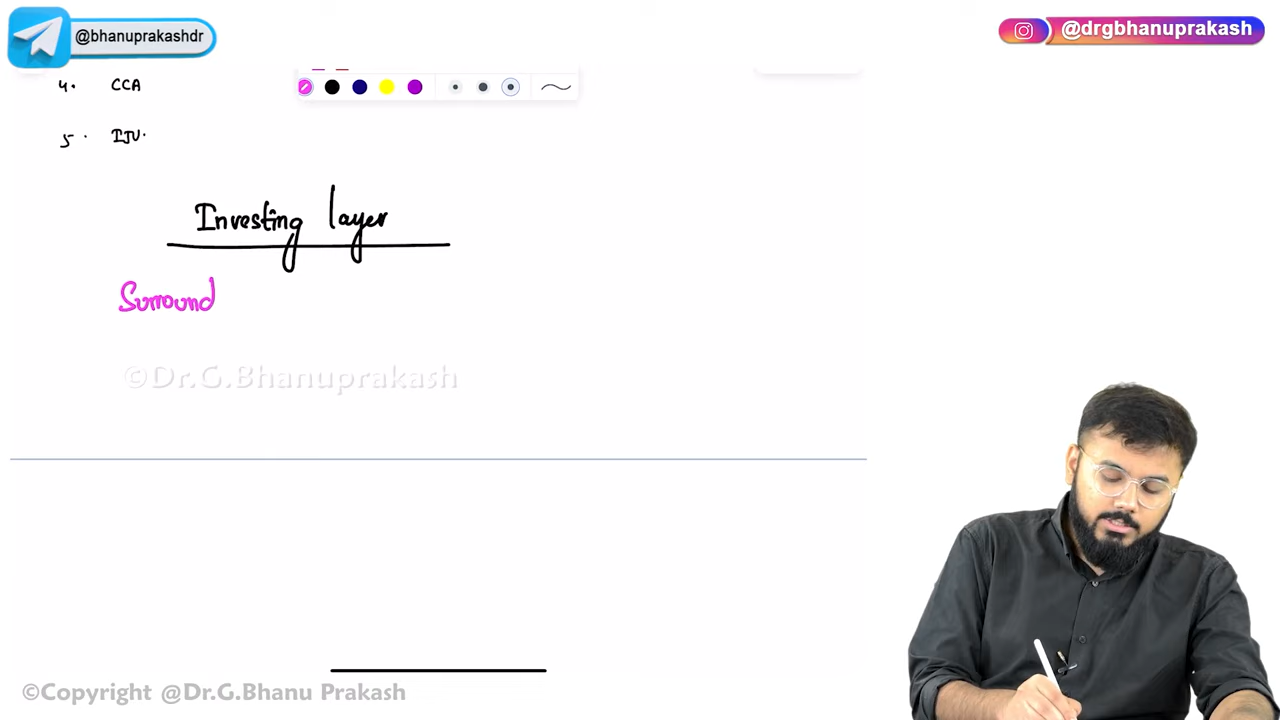 @bhanuprakashdr
@drgbhanuprakash
4. CCA
5. IJV.
Investing layer
Surround
©Dr.G.Bhanuprakash
©Copyright @Dr.G.Bhanu Prakash